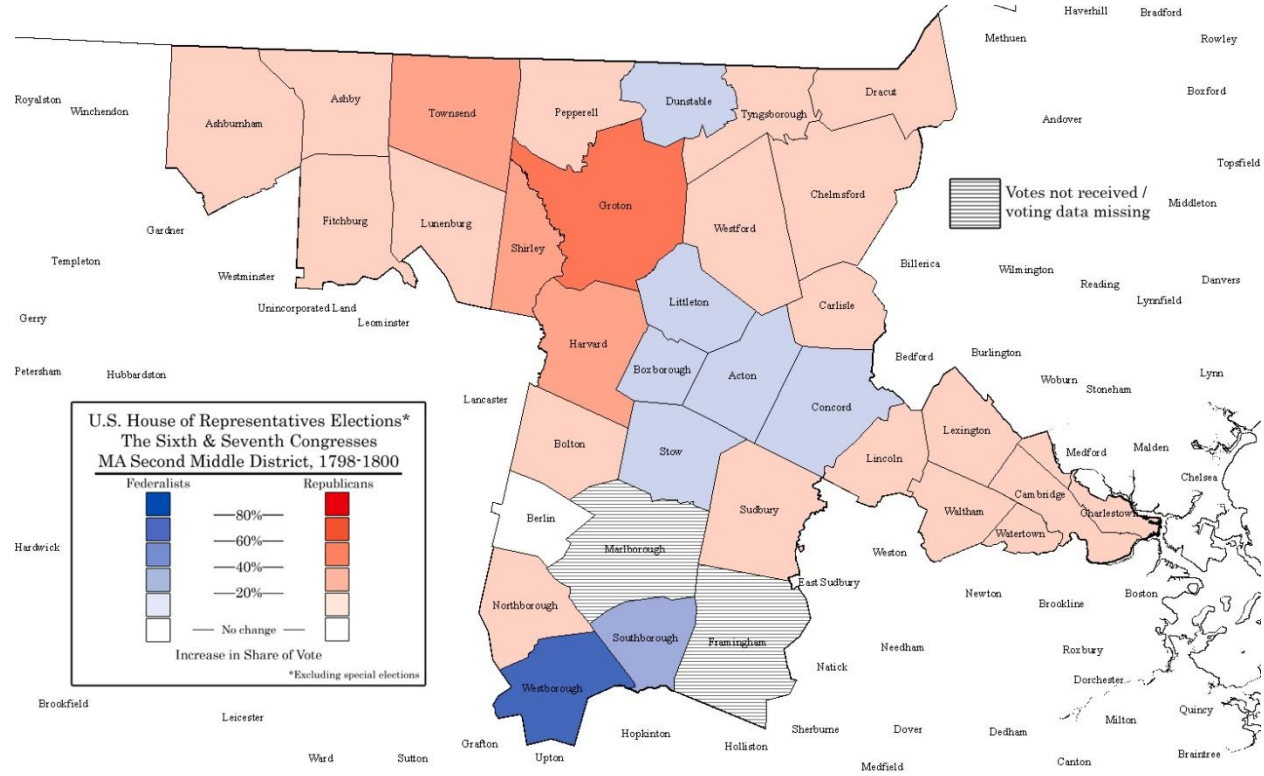 Haverhill
Bradford
Methuen
Rowley
Royalston
Winchendon
Ashburnham
Ashby
Townsend
Pepperell
Dunstable
Tyngsborough
Dracut
Boxford
Andover
Topsfield
Votes not received /
voting data missing
Middleton
Gardner
Fitchburg
Lunenburg
Shirley
Groton
Westford
Chelmsford
Templeton
Westminster
Billerica
Wilmington
Reading
Danvers
Lynnfield
Unincorporated Land
Leominster
Littleton
Carlisle
Gerry
Harvard
Boxborough
Acton
Bedford
Burlington
Petersham
Hubbardston
Woburn
Stoneham
Lynn
Lancaster
Concord
U.S. House of Representatives Elections*
The Sixth & Seventh Congresses
MA Second Middle District, 1798-1800
Federalists
Republicans
80%
60%
40%
20%
No change
Increase in Share of Vote
*Excluding special elections
Bolton
Stow
Lincoln
Lexington
Medford
Malden
Chelsea
Berlin
Sudbury
Waltham
Cambridge
Charlestown
Watertown
Hardwick
Marlborough
Weston
East Sudbury
Newton
Brookline
Boston
Northborough
Southborough
Framingham
Natick
Needham
Roxbury
Dorchester
Westborough
Brookfield
Leicester
Quincy
Milton
Ward
Sutton
Grafton
Upton
Hopkinton
Holliston
Sherburne
Dover
Medfield
Dedham
Canton
Braintree